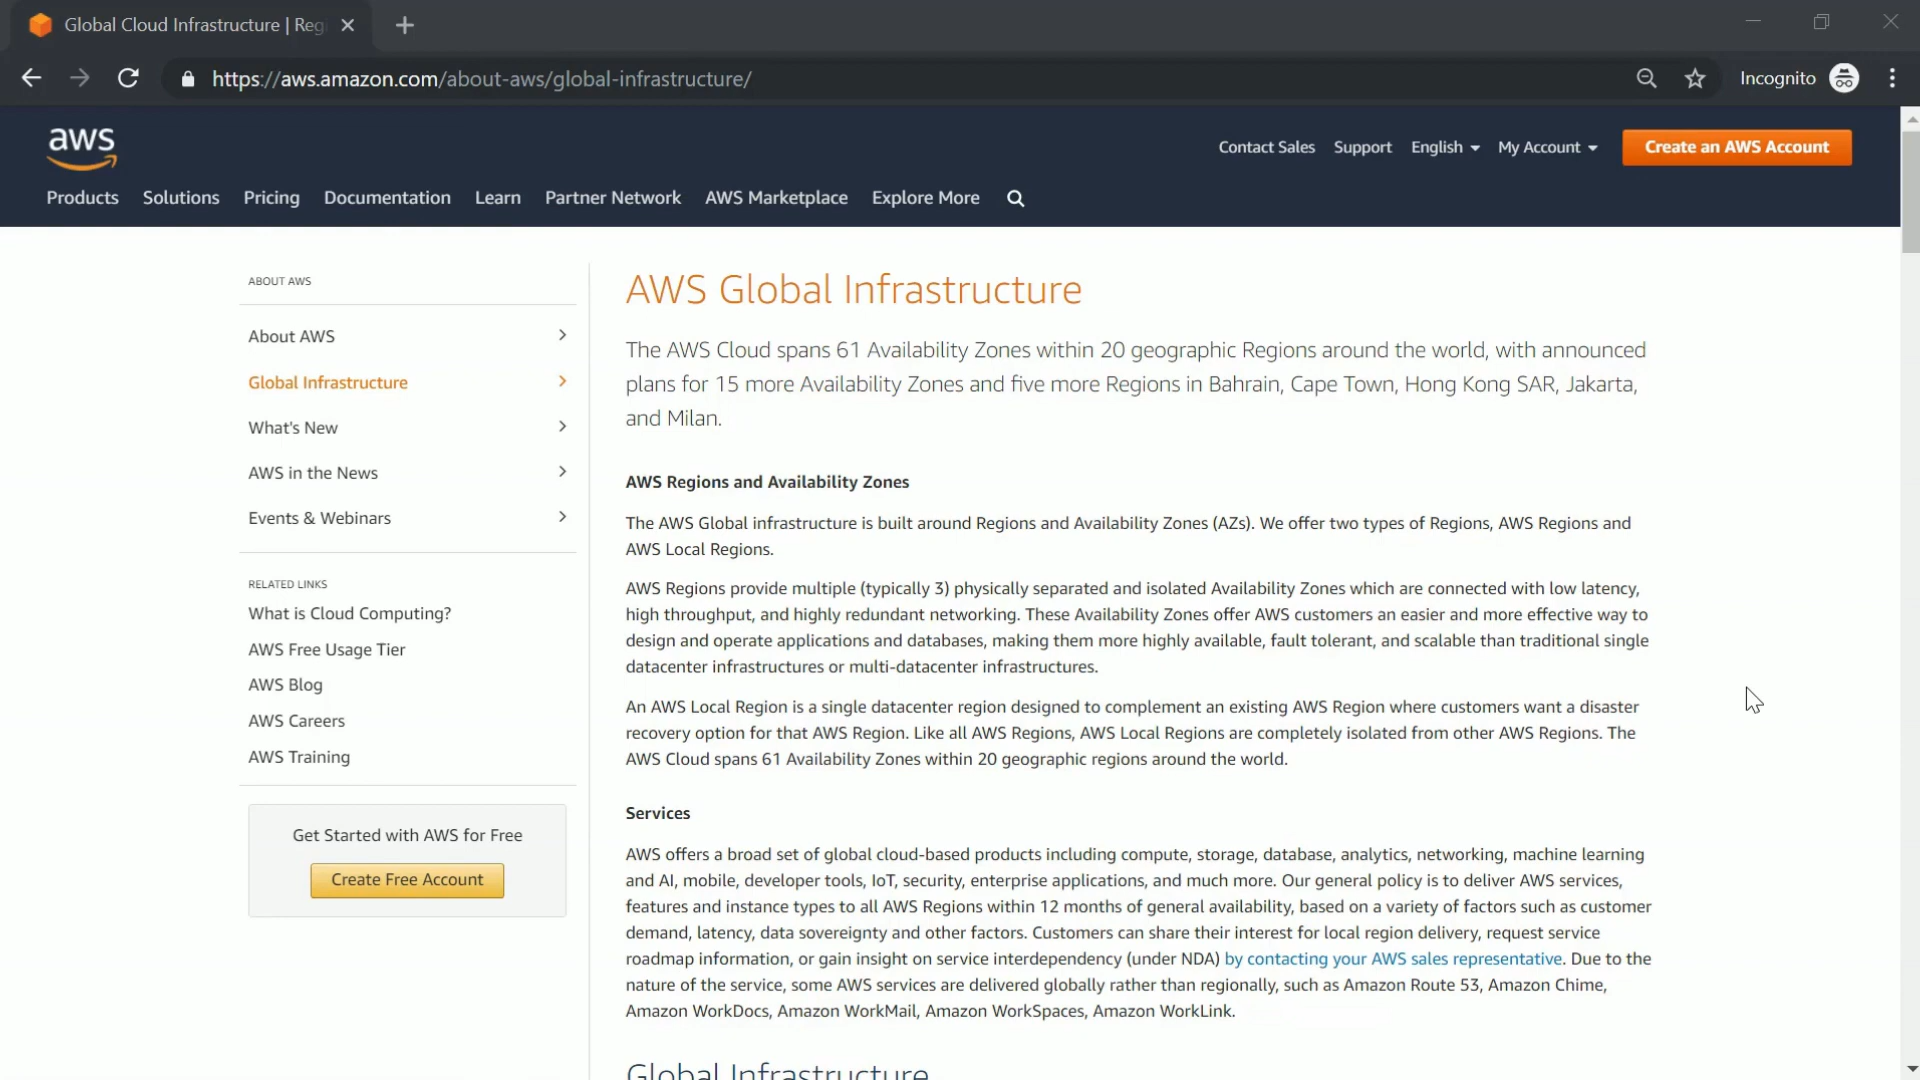 Global Cloud Infrastructure | Reg
https://aws.amazon.com/about-aws/global-infrastructure/
Incognito
aws
Contact Sales
Support
English
My Account
Create an AWS Account
Products
Solutions
Pricing
Documentation
Learn
Partner Network
AWS Marketplace
Explore More
ABOUT AWS
About AWS
Global Infrastructure
What's New
AWS in the News
Events & Webinars
RELATED LINKS
What is Cloud Computing?
AWS Free Usage Tier
AWS Blog
AWS Careers
AWS Training
Get Started with AWS for Free
Create Free Account
AWS Global Infrastructure
The AWS Cloud spans 61 Availability Zones within 20 geographic Regions around the world, with announced
plans for 15 more Availability Zones and five more Regions in Bahrain, Cape Town, Hong Kong SAR, Jakarta,
and Milan.
AWS Regions and Availability Zones
The AWS Global infrastructure is built around Regions and Availability Zones (AZs). We offer two types of Regions, AWS Regions and
AWS Local Regions.
AWS Regions provide multiple (typically 3) physically separated and isolated Availability Zones which are connected with low latency,
high throughput, and highly redundant networking. These Availability Zones offer AWS customers an easier and more effective way to
design and operate applications and databases, making them more highly available, fault tolerant, and scalable than traditional single
datacenter infrastructures or multi-datacenter infrastructures.
An AWS Local Region is a single datacenter region designed to complement an existing AWS Region where customers want a disaster
recovery option for that AWS Region. Like all AWS Regions, AWS Local Regions are completely isolated from other AWS Regions. The
AWS Cloud spans 61 Availability Zones within 20 geographic regions around the world.
Services
AWS offers a broad set of global cloud-based products including compute, storage, database, analytics, networking, machine learning
and AI, mobile, developer tools, IoT, security, enterprise applications, and much more. Our general policy is to deliver AWS services,
features and instance types to all AWS Regions within 12 months of general availability, based on a variety of factors such as customer
demand, latency, data sovereignty and other factors. Customers can share their interest for local region delivery, request service
roadmap information, or gain insight on service interdependency (under NDA) by contacting your AWS sales representative. Due to the
nature of the service, some AWS services are delivered globally rather than regionally, such as Amazon Route 53, Amazon Chime,
Amazon WorkDocs, Amazon WorkMail, Amazon WorkSpaces, Amazon WorkLink.
Global Infrastructure